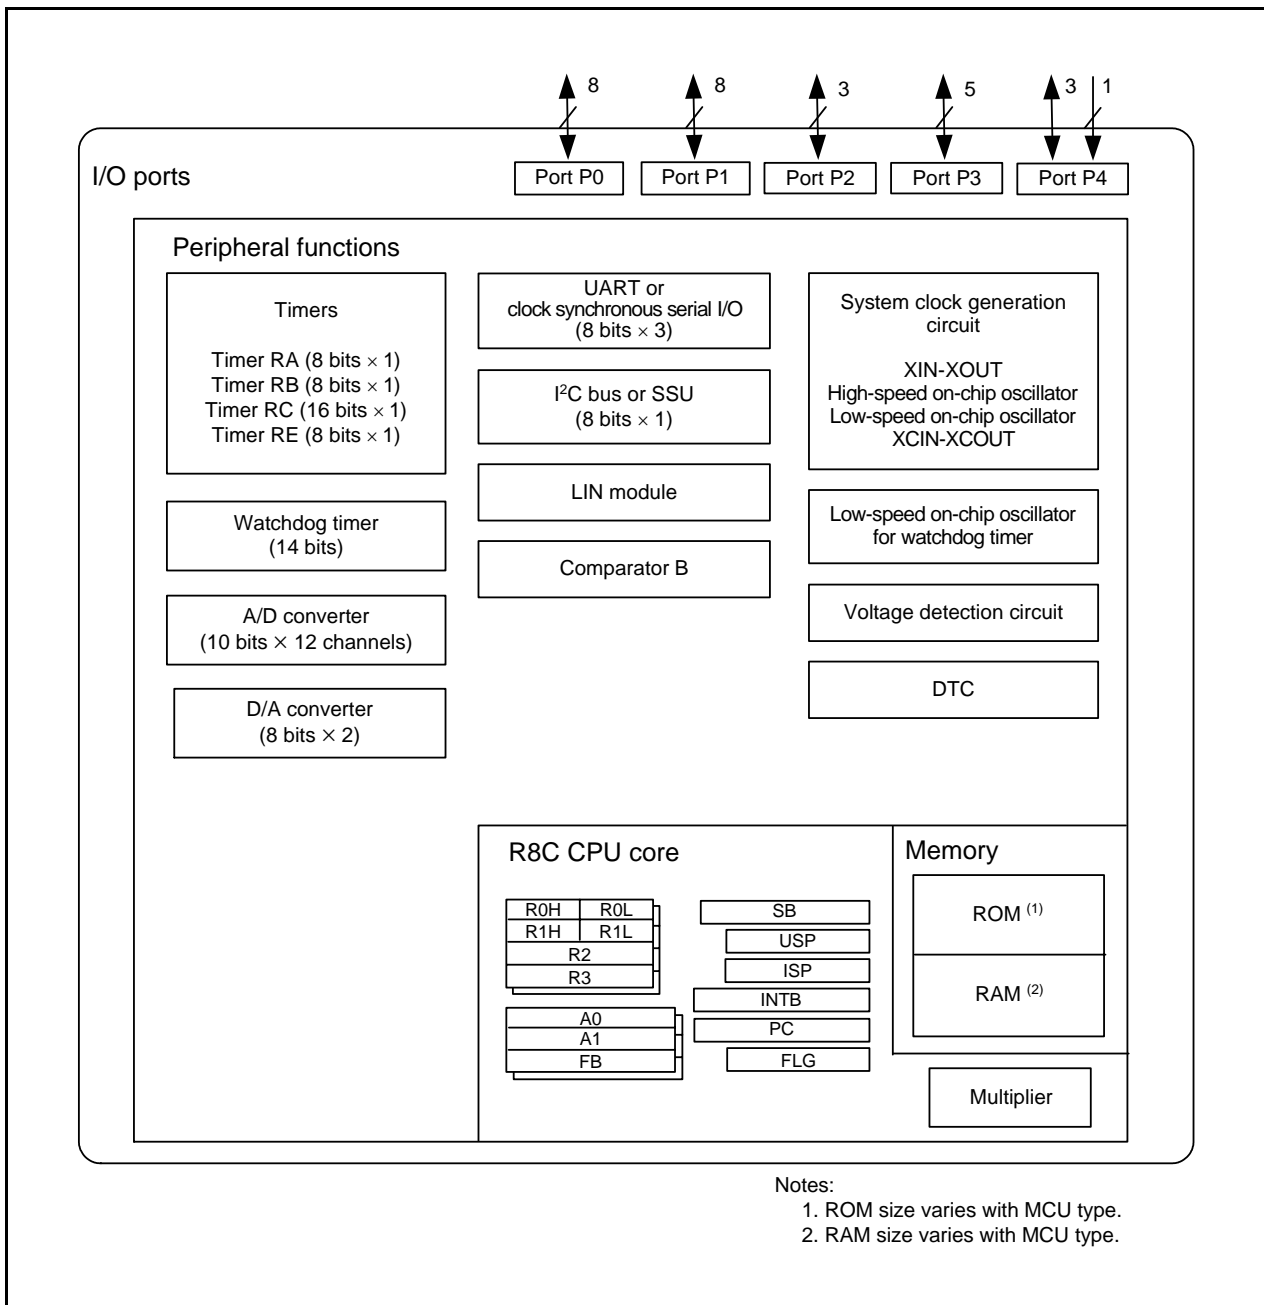 8
8
3
5
3
1
I/O ports
Port P0
Port P1
Port P2
Port P3
Port P4
Peripheral functions
Timers
Timer RA (8 bits × 1)
Timer RB (8 bits × 1)
Timer RC (16 bits × 1)
Timer RE (8 bits × 1)
Watchdog timer
(14 bits)
A/D converter
(10 bits × 12 channels)
D/A converter
(8 bits × 2)
UART or
clock synchronous serial I/O
(8 bits × 3)
I²C bus or SSU
(8 bits × 1)
LIN module
Comparator B
System clock generation
circuit
XIN-XOUT
High-speed on-chip oscillator
Low-speed on-chip oscillator
XCIN-XCOUT
Low-speed on-chip oscillator
for watchdog timer
Voltage detection circuit
DTC
R8C CPU core
R0H
R0L
R1H
R1L
R2
R3
A0
A1
FB
SB
USP
ISP
INTB
PC
FLG
Memory
ROM (1)
RAM (2)
Multiplier
Notes:
1. ROM size varies with MCU type.
2. RAM size varies with MCU type.